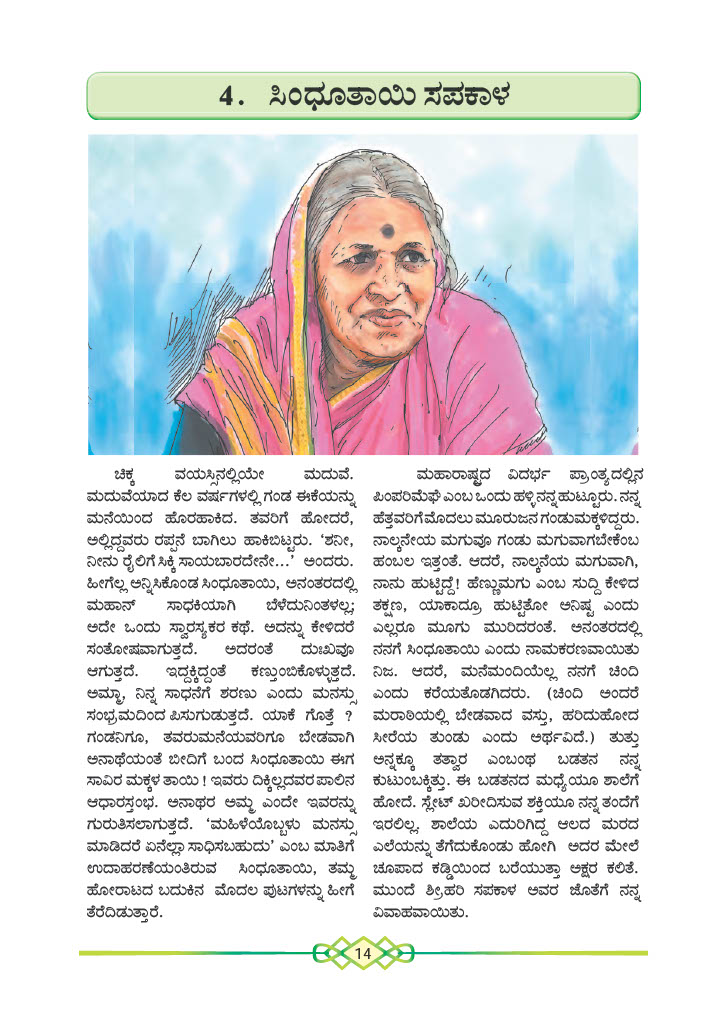 4. ಸಿಂಧೂತಾಯಿ ಸಪಕಾಳ
ಚಿಕ್ಕ ವಯಸ್ಸಿನಲ್ಲಿಯೇ ಮದುವೆ.
ಮದುವೆಯಾದ ಕೆಲ ವರ್ಷಗಳಲ್ಲಿ ಗಂಡ ಈಕೆಯನ್ನು
ಮನೆಯಿಂದ ಹೊರಹಾಕಿದ. ತವರಿಗೆ ಹೋದರೆ,
ಅಲ್ಲಿದ್ದವರು ರಪ್ಪನೆ ಬಾಗಿಲು ಹಾಕಿಬಿಟ್ಟರು. ‘ಶನೀ,
ನೀನು ರೈಲಿಗೆ ಸಿಕ್ಕಿ ಸಾಯಬಾರದೇನೇ...’ ಅಂದರು.
ಹೀಗೆಲ್ಲ ಅನ್ನಿಸಿಕೊಂಡ ಸಿಂಧೂತಾಯಿ, ಅನಂತರದಲ್ಲಿ
ಮಹಾನ್ ಸಾಧಕಿಯಾಗಿ ಬೆಳೆದುನಿಂತಳಲ್ಲ;
ಅದೇ ಒಂದು ಸ್ವಾರಸ್ಯಕರ ಕಥೆ. ಅದನ್ನು ಕೇಳಿದರೆ
ಸಂತೋಷವಾಗುತ್ತದೆ. ಅದರಂತೆ ದುಃಖವೂ
ಆಗುತ್ತದೆ. ಇದ್ದಕ್ಕಿದ್ದಂತೆ ಕಣ್ತುಂಬಿಕೊಳ್ಳುತ್ತದೆ.
ಅಮ್ಮಾ, ನಿನ್ನ ಸಾಧನೆಗೆ ಶರಣು ಎಂದು ಮನಸ್ಸು
ಸಂಭ್ರಮದಿಂದ ಪಿಸುಗುಡುತ್ತದೆ. ಯಾಕೆ ಗೊತ್ತೆ ?
ಗಂಡನಿಗೂ, ತವರುಮನೆಯವರಿಗೂ ಬೇಡವಾಗಿ
ಅನಾಥೆಯಂತೆ ಬೀದಿಗೆ ಬಂದ ಸಿಂಧೂತಾಯಿ ಈಗ
ಸಾವಿರ ಮಕ್ಕಳ ತಾಯಿ ! ಇವರು ದಿಕ್ಕಿಲ್ಲದವರ ಪಾಲಿನ
ಆಧಾರಸ್ತಂಭ. ಅನಾಥರ ಅಮ್ಮ ಎಂದೇ ಇವರನ್ನು
ಗುರುತಿಸಲಾಗುತ್ತದೆ. ‘ಮಹಿಳೆಯೊಬ್ಬಳು ಮನಸ್ಸು
ಮಾಡಿದರೆ ಏನೆಲ್ಲಾ ಸಾಧಿಸಬಹುದು’ ಎಂಬ ಮಾತಿಗೆ
ಉದಾಹರಣೆಯಂತಿರುವ ಸಿಂಧೂತಾಯಿ, ತಮ್ಮ
ಹೋರಾಟದ ಬದುಕಿನ ಮೊದಲ ಪುಟಗಳನ್ನು ಹೀಗೆ
ತೆರೆದಿಡುತ್ತಾರೆ.
ಮಹಾರಾಷ್ಟ್ರದ ವಿದರ್ಭ ಪ್ರಾಂತ್ಯದಲ್ಲಿನ
ಪಿಂಪರಿಮೆಘೆ ಎಂಬ ಒಂದು ಹಳ್ಳಿ ನನ್ನ ಹುಟ್ಟೂರು. ನನ್ನ
ಹೆತ್ತವರಿಗೆ ಮೊದಲು ಮೂರುಜನ ಗಂಡುಮಕ್ಕಳಿದ್ದರು.
ನಾಲ್ಕನೇಯ ಮಗುವೂ ಗಂಡು ಮಗುವಾಗಬೇಕೆಂಬ
ಹಂಬಲ ಇತ್ತಂತೆ. ಆದರೆ, ನಾಲ್ಕನೆಯ ಮಗುವಾಗಿ,
ನಾನು ಹುಟ್ಟಿದ್ದೆ! ಹೆಣ್ಣುಮಗು ಎಂಬ ಸುದ್ದಿ ಕೇಳಿದ
ತಕ್ಷಣ, ಯಾಕಾದ್ರೂ ಹುಟ್ಟಿತೋ ಅನಿಷ್ಟ ಎಂದು
ಎಲ್ಲರೂ ಮೂಗು ಮುರಿದರಂತೆ. ಅನಂತರದಲ್ಲಿ
ನನಗೆ ಸಿಂಧೂತಾಯಿ ಎಂದು ನಾಮಕರಣವಾಯಿತು
ನಿಜ. ಆದರೆ, ಮನೆಮಂದಿಯೆಲ್ಲ ನನಗೆ ಚಿಂದಿ
ಎಂದು ಕರೆಯತೊಡಗಿದರು. (ಚಿಂದಿ ಅಂದರೆ
ಮರಾಠಿಯಲ್ಲಿ ಬೇಡವಾದ ವಸ್ತು, ಹರಿದುಹೋದ
ಸೀರೆಯ ತುಂಡು ಎಂದು ಅರ್ಥವಿದೆ.) ತುತ್ತು
ಅನ್ನಕ್ಕೂ ತತ್ವಾರ ಎಂಬಂಥ ಬಡತನ ನನ್ನ
ಕುಟುಂಬಕ್ಕಿತ್ತು. ಈ ಬಡತನದ ಮಧ್ಯೆಯೂ ಶಾಲೆಗೆ
ಹೋದೆ. ಸ್ಲೇಟ್ ಖರೀದಿಸುವ ಶಕ್ತಿಯೂ ನನ್ನ ತಂದೆಗೆ
ಇರಲಿಲ್ಲ. ಶಾಲೆಯ ಎದುರಿಗಿದ್ದ ಆಲದ ಮರದ
ಎಲೆಯನ್ನು ತೆಗೆದುಕೊಂಡು ಹೋಗಿ ಅದರ ಮೇಲೆ
ಚೂಪಾದ ಕಡ್ಡಿಯಿಂದ ಬರೆಯುತ್ತಾ ಅಕ್ಷರ ಕಲಿತೆ.
ಮುಂದೆ ಶ್ರೀಹರಿ ಸಪಕಾಳ ಅವರ ಜೊತೆಗೆ ನನ್ನ
ವಿವಾಹವಾಯಿತು.
14